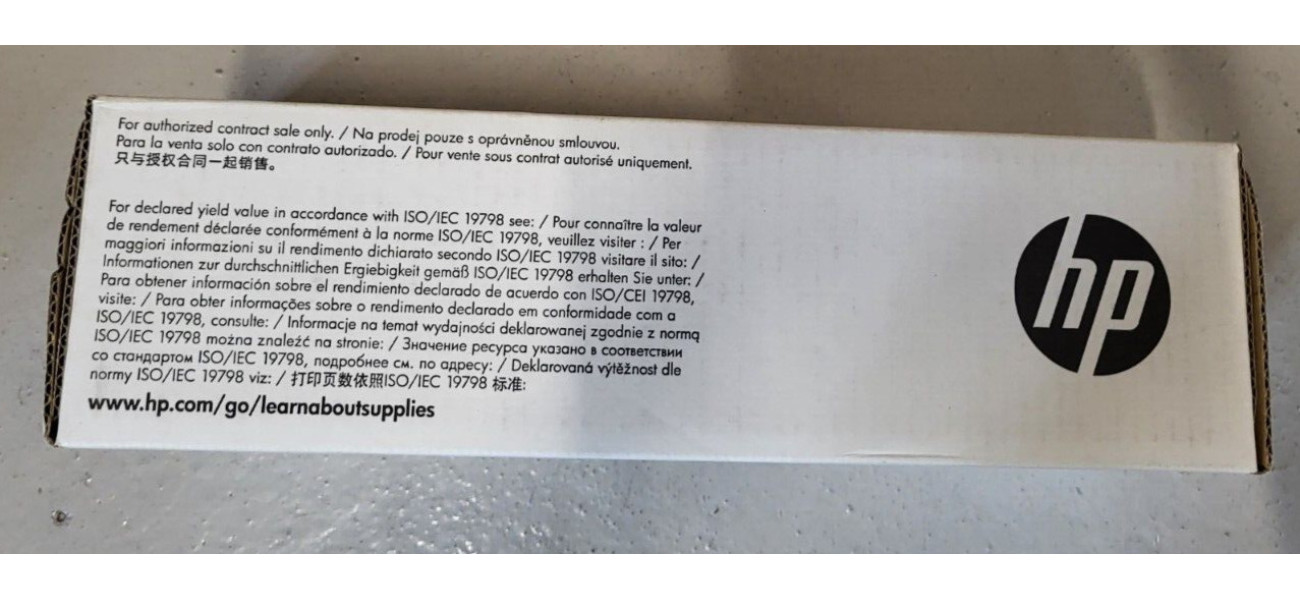 For authorized contract sale only. / Na prodej pouze s oprávněnou smlouvou.
Para la venta solo con contrato autorizado. / Pour vente sous contrat autorisé uniquement.
只与授权合同一起销售。
For declared yield value in accordance with ISO/IEC 19798 see: / Pour connaître la valeur
de rendement déclarée conformément à la norme ISO/IEC 19798, veuillez visiter : / Per
maggiori informazioni su il rendimento dichiarato secondo ISO/IEC 19798 visitare il sito: /
Informationen zur durchschnittlichen Ergiebigkeit gemäß ISO/IEC 19798 erhalten Sie unter: /
Para obtener información sobre el rendimiento declarado de acuerdo con ISO/CEI 19798,
visite: / Para obter informações sobre o rendimento declarado em conformidade com a
ISO/IEC 19798, consulte: / Informacje na temat wydajności deklarowanej zgodnie z normą
ISO/IEC 19798 można znaleźć na stronie: / Значение ресурса указано в соответствии
со стандартом ISO/IEC 19798, подробнее см. по адресу: / Deklarovaná výtěžnost dle
normy ISO/IEC 19798 viz: / 打印页数依照ISO/IEC 19798 标准:
www.hp.com/go/learnaboutsupplies
hp